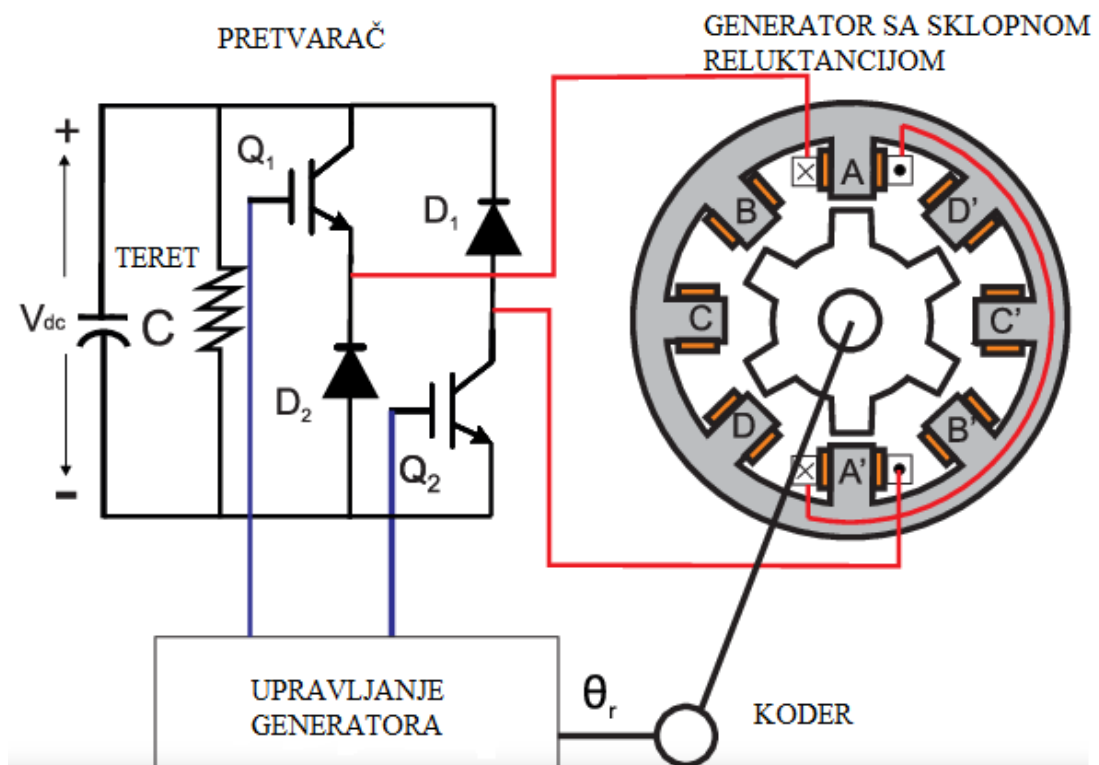 PRETVARAČ
GENERATOR SA SKLOPNOM
RELUKTANCIJOM
+
Q1
D1
TERET
Vdc
C
D2
Q2
-
A
B
D'
C
C'
D
B'
A'
UPRAVLJANJE
GENERATORA
θr
KODER